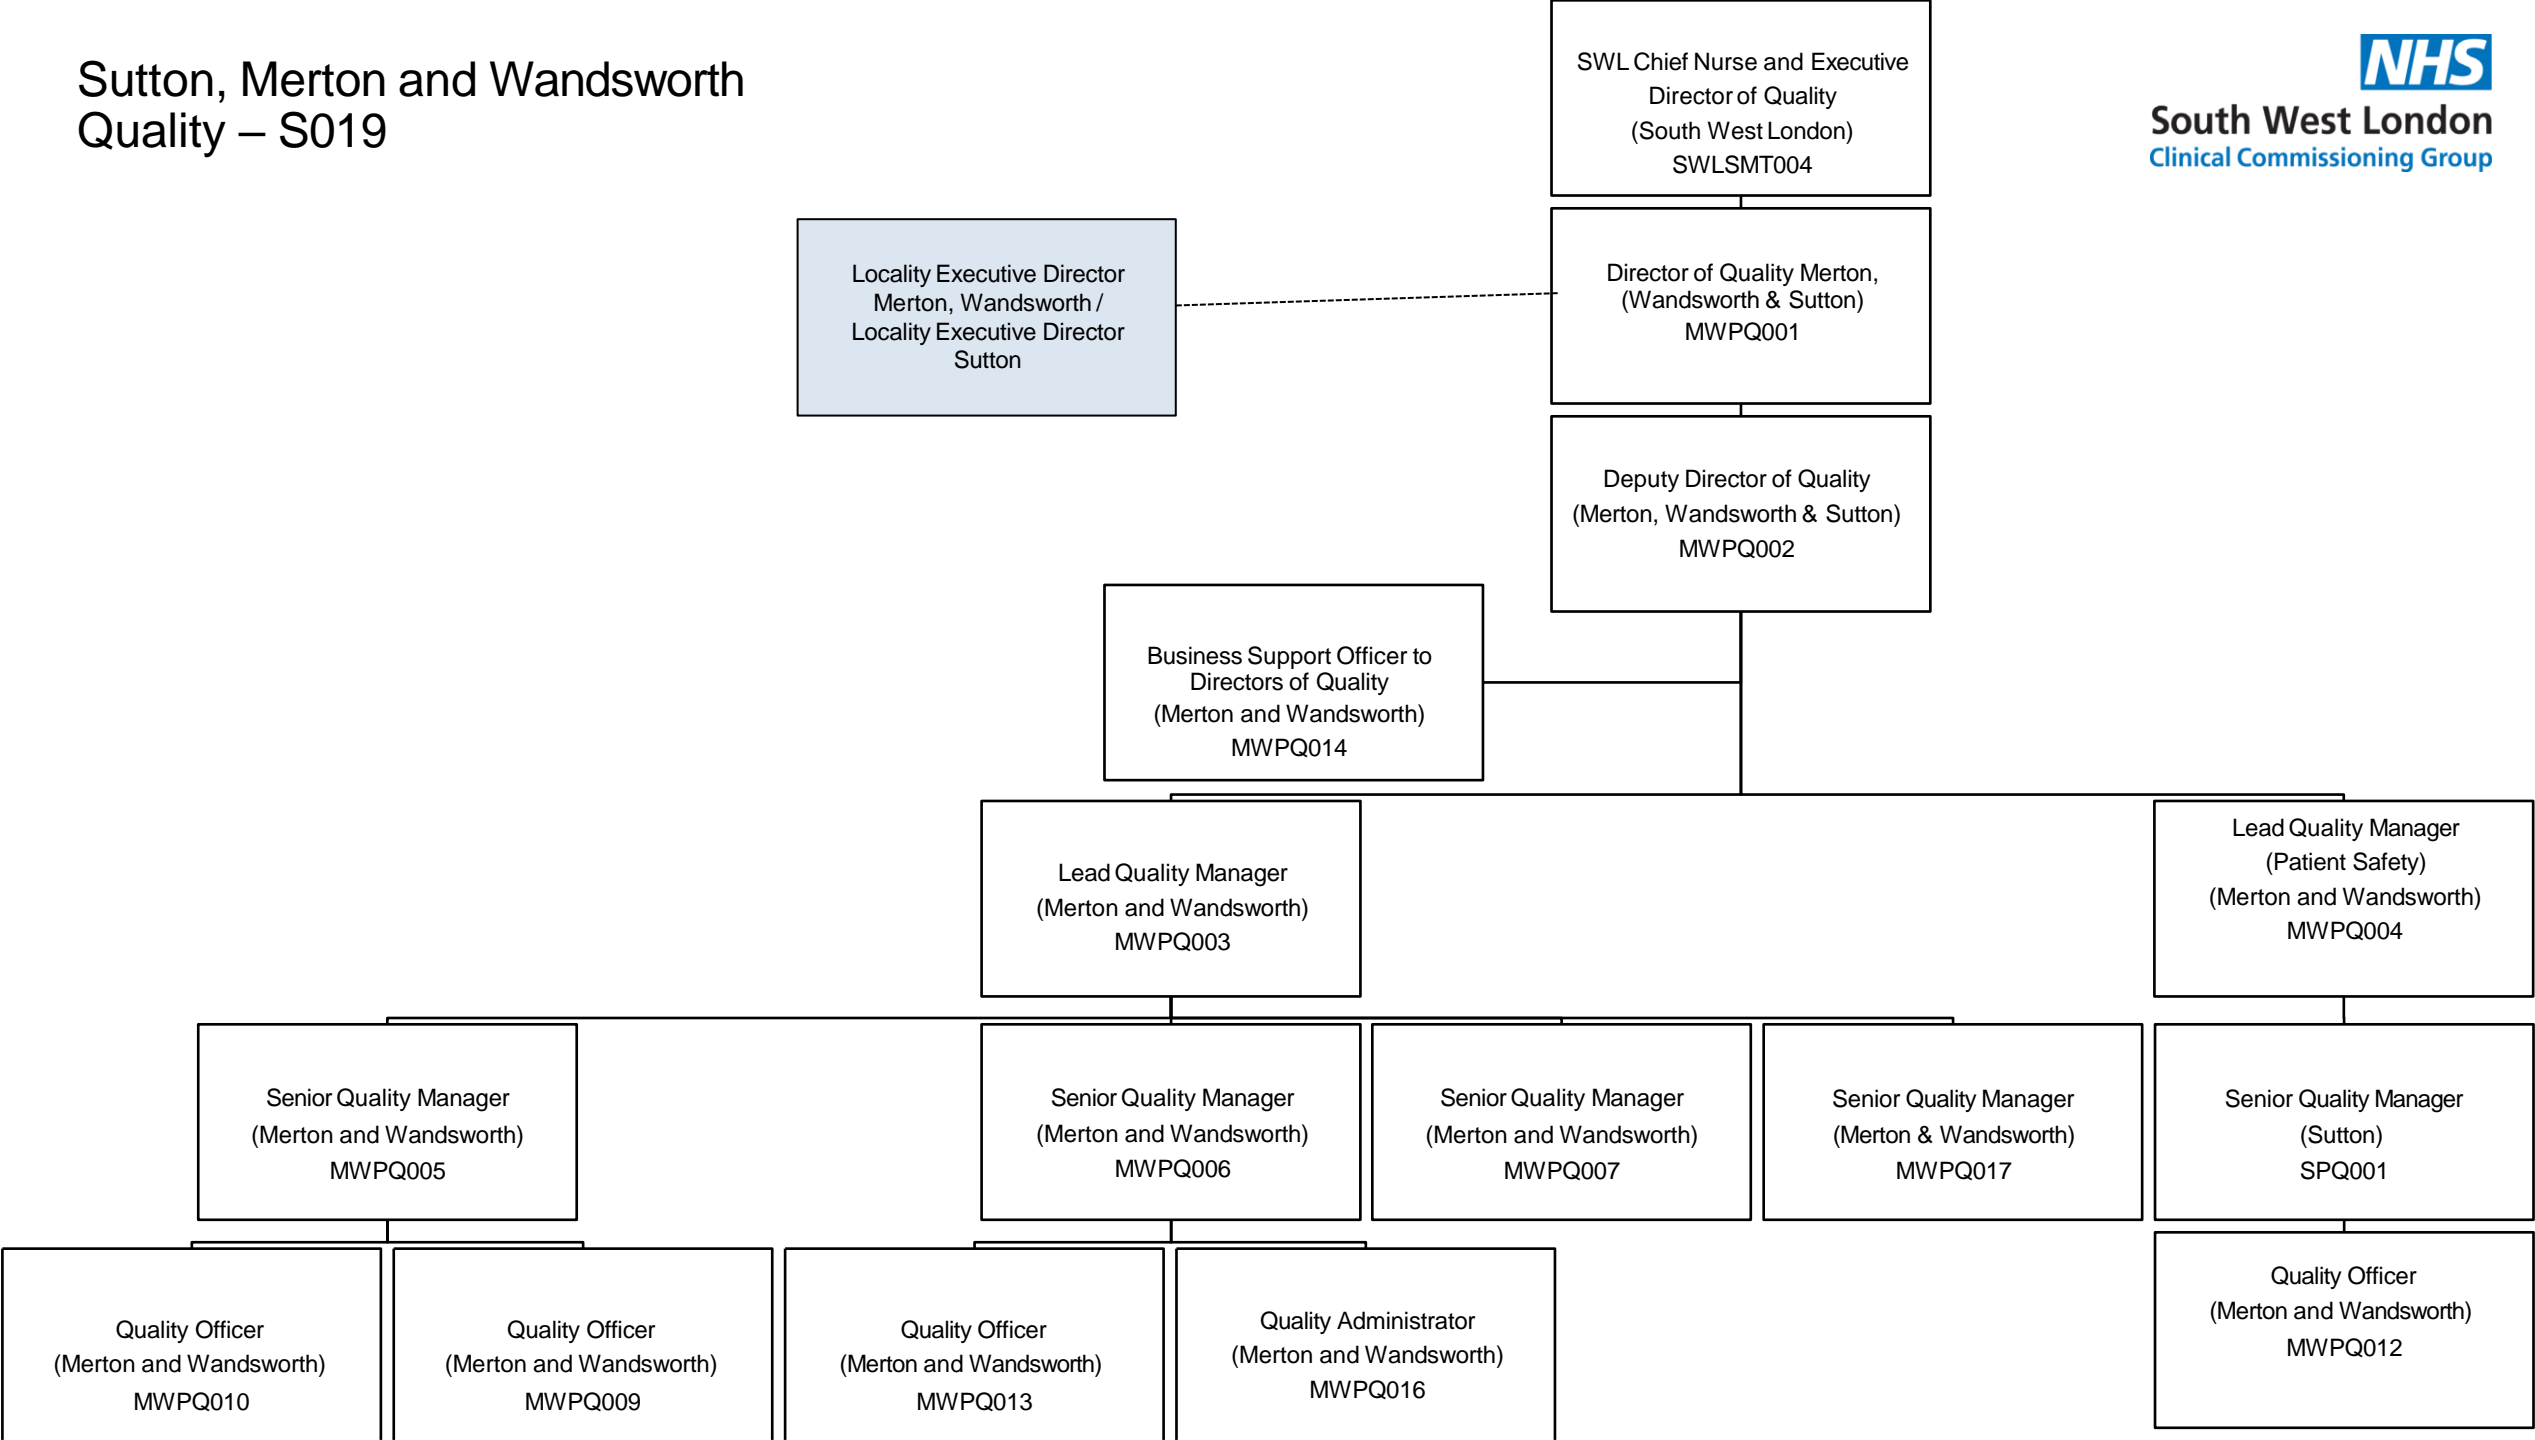 Sutton, Merton and Wandsworth
Quality – S019
NHS
South West London
Clinical Commissioning Group
SWL Chief Nurse and Executive
Director of Quality
(South West London)
SWLSMT004
Locality Executive Director
Merton, Wandsworth /
Locality Executive Director
Sutton
Director of Quality Merton,
(Wandsworth & Sutton)
MWPQ001
Deputy Director of Quality
(Merton, Wandsworth & Sutton)
MWPQ002
Business Support Officer to
Directors of Quality
(Merton and Wandsworth)
MWPQ014
Lead Quality Manager
(Merton and Wandsworth)
MWPQ003
Lead Quality Manager
(Patient Safety)
(Merton and Wandsworth)
MWPQ004
Senior Quality Manager
(Merton and Wandsworth)
MWPQ005
Senior Quality Manager
(Merton and Wandsworth)
MWPQ006
Senior Quality Manager
(Merton and Wandsworth)
MWPQ007
Senior Quality Manager
(Merton & Wandsworth)
MWPQ017
Senior Quality Manager
(Sutton)
SPQ001
Quality Officer
(Merton and Wandsworth)
MWPQ010
Quality Officer
(Merton and Wandsworth)
MWPQ009
Quality Officer
(Merton and Wandsworth)
MWPQ013
Quality Administrator
(Merton and Wandsworth)
MWPQ016
Quality Officer
(Merton and Wandsworth)
MWPQ012